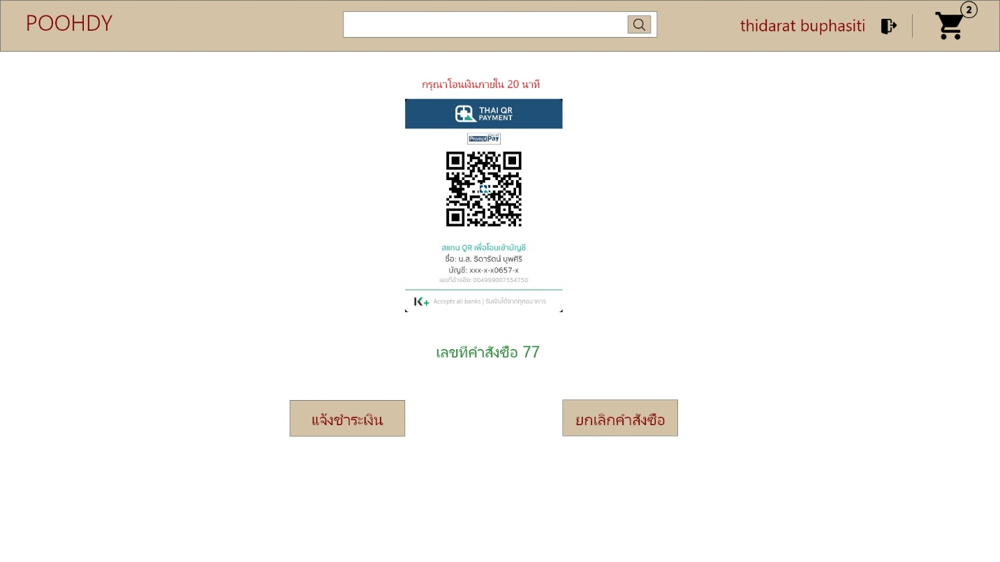 POOHDY
thidarat buphasiti
2
กรุณาโอนเงินภายใน 20 นาที
THAI QR
PAYMENT
PromptPay
สแกน QR เพื่อโอนเข้าบัญชี
ชื่อ: น.ส. ธิดารัตน์ บุพศิริ
บัญชี: xxx-x-x0657-x
เลขที่อ้างอิง: 004999007554750
K+ Accepts all banks | รับเงินได้จากทุกธนาคาร
เลขที่คำสั่งซื้อ 77
แจ้งชำระเงิน
ยกเลิกคำสั่งซื้อ